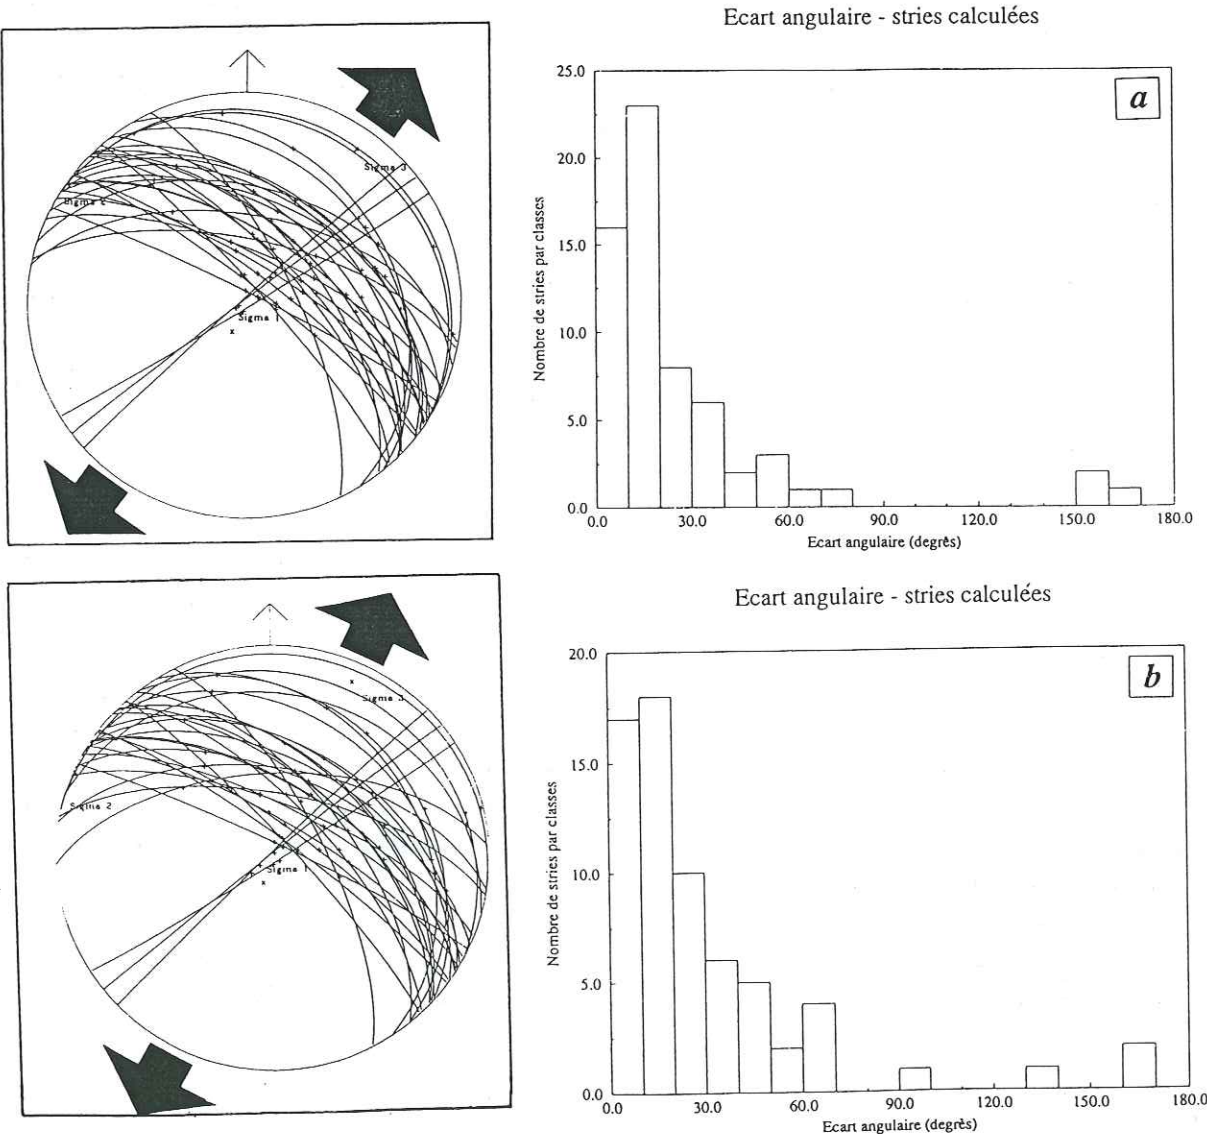 Ecart angulaire - stries calculées
a
25.0
20.0
15.0
10.0
5.0
0.0
Nombre de stries par classes
0.0 30.0 60.0 90.0 120.0 150.0 180.0
Ecart angulaire (degrès)
Sigma 3
Sigma 1
Ecart angulaire - stries calculées
b
20.0
15.0
10.0
5.0
0.0
Nombre de stries par classes
0.0 30.0 60.0 90.0 120.0 150.0 180.0
Ecart angulaire (degrès)
Sigma 3
Sigma 2
Sigma 1